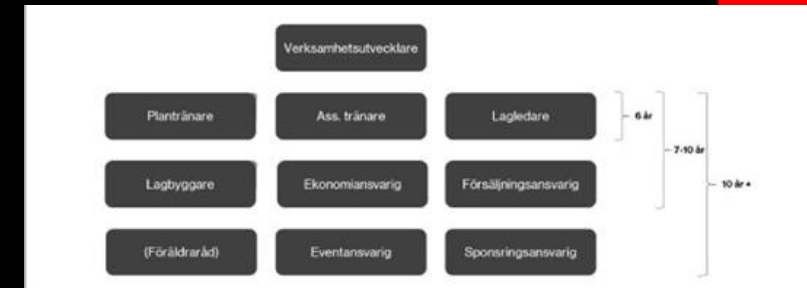 Verksamhetsutvecklare
Plantränare
Ass. tränare
Lagledare
6 år
7-10 år
Lagbyggare
Ekonomiansvarig
Försäljningsansvarig
10 år +
(Föräldraråd)
Eventansvarig
Sponsringsansvarig